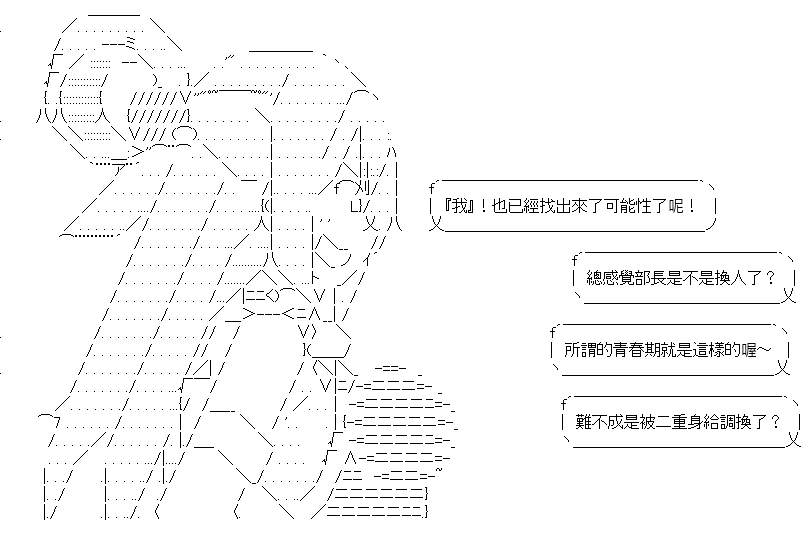 『我』！也已經找出來了可能性了呢！
總感覺部長是不是換人了？
所謂的青春期就是這樣的喔～
難不成是被二重身給調換了？